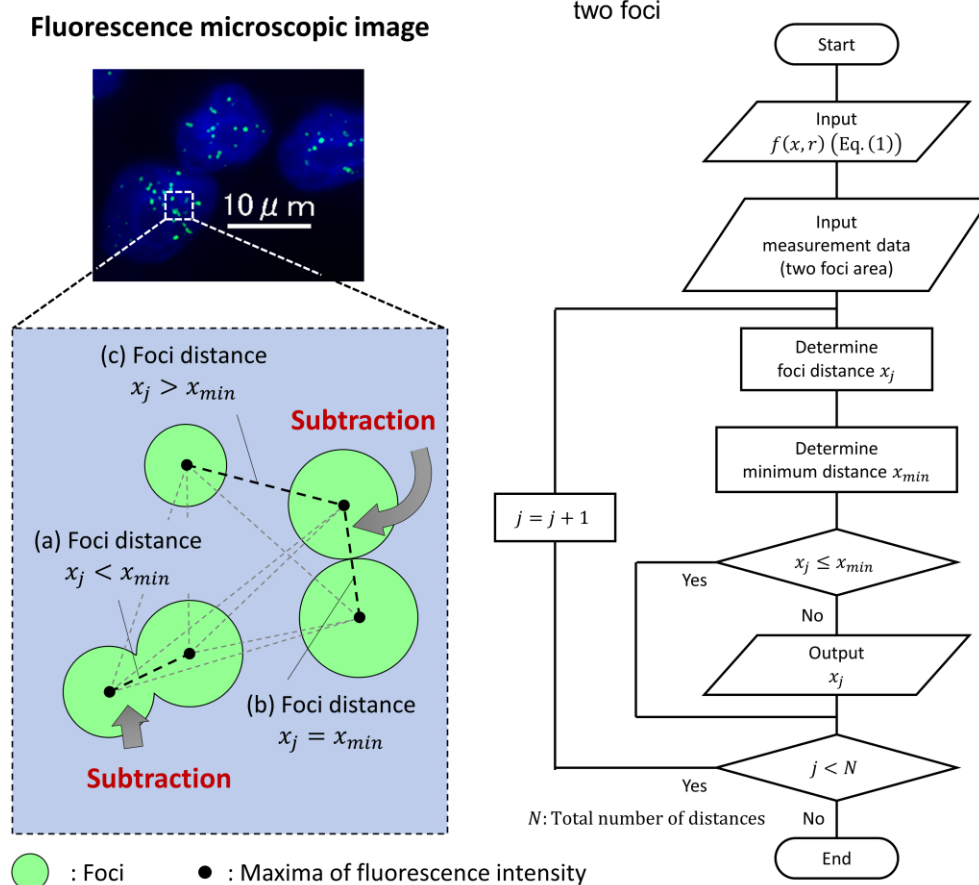 Fluorescence microscopic image
10 μ m
(c) Foci distance
x_j > x_min
Subtraction
(a) Foci distance
x_j < x_min
(b) Foci distance
x_j = x_min
Subtraction
: Foci
: Maxima of fluorescence intensity
two foci
Start
Input
f(x, r) (Eq. (1))
Input
measurement data
(two foci area)
Determine
foci distance x_j
Determine
minimum distance x_min
j = j + 1
x_j ≤ x_min
Yes
No
Output
x_j
j < N
Yes
N: Total number of distances
No
End